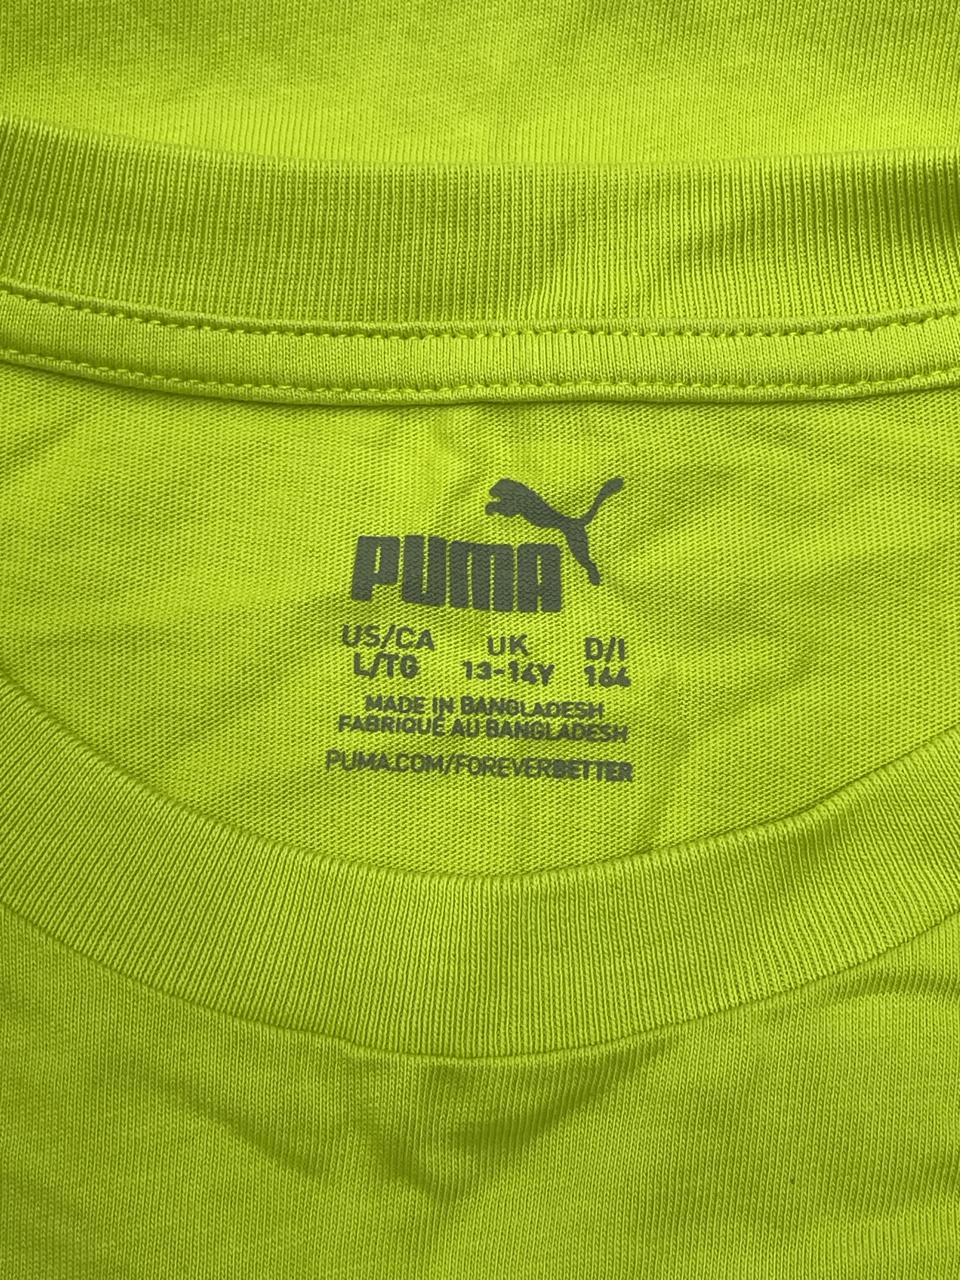 PUMA
US/CA UK D/I
L/TG 13-14Y 164
MADE IN BANGLADESH
FABRIQUÉ AU BANGLADESH
PUMA.COM/FOREVERBETTER